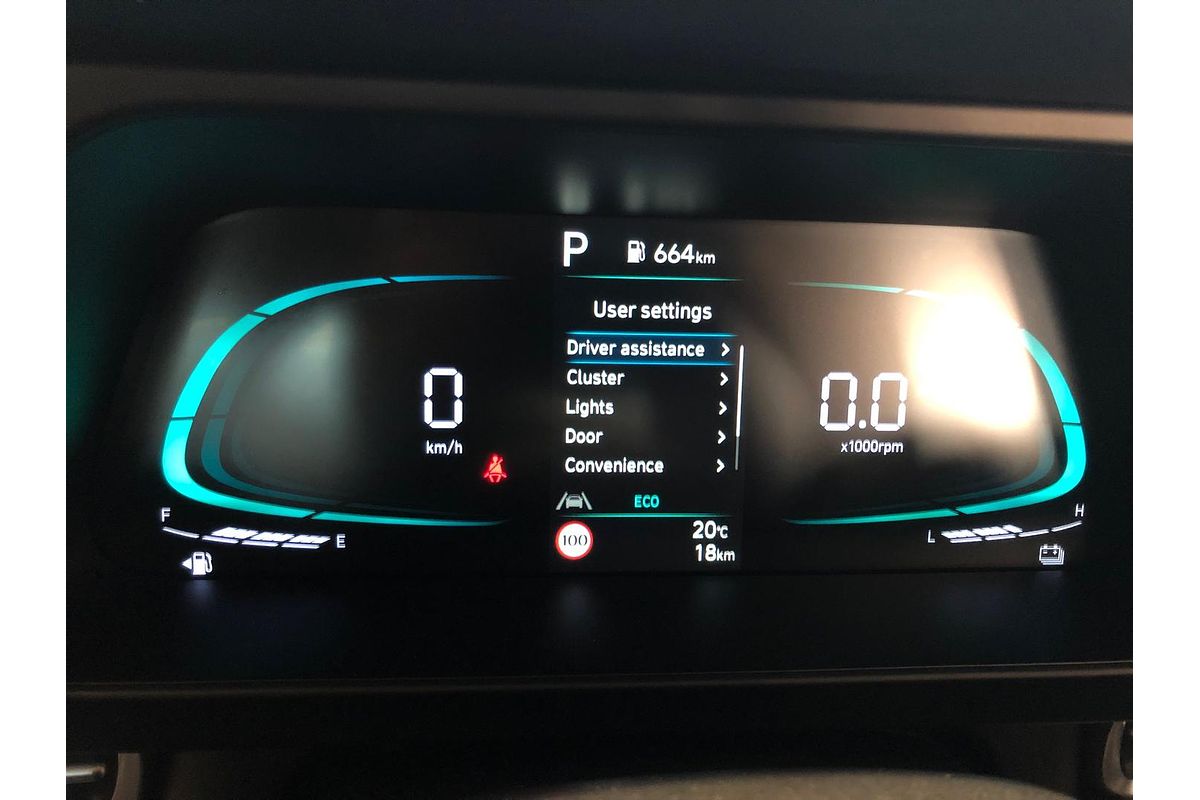 P 664km
User settings
Driver assistance
Cluster
Lights
Door
Convenience
ECO
100
20°C
18km
0
km/h
0.0
x1000rpm
F
E
L
H